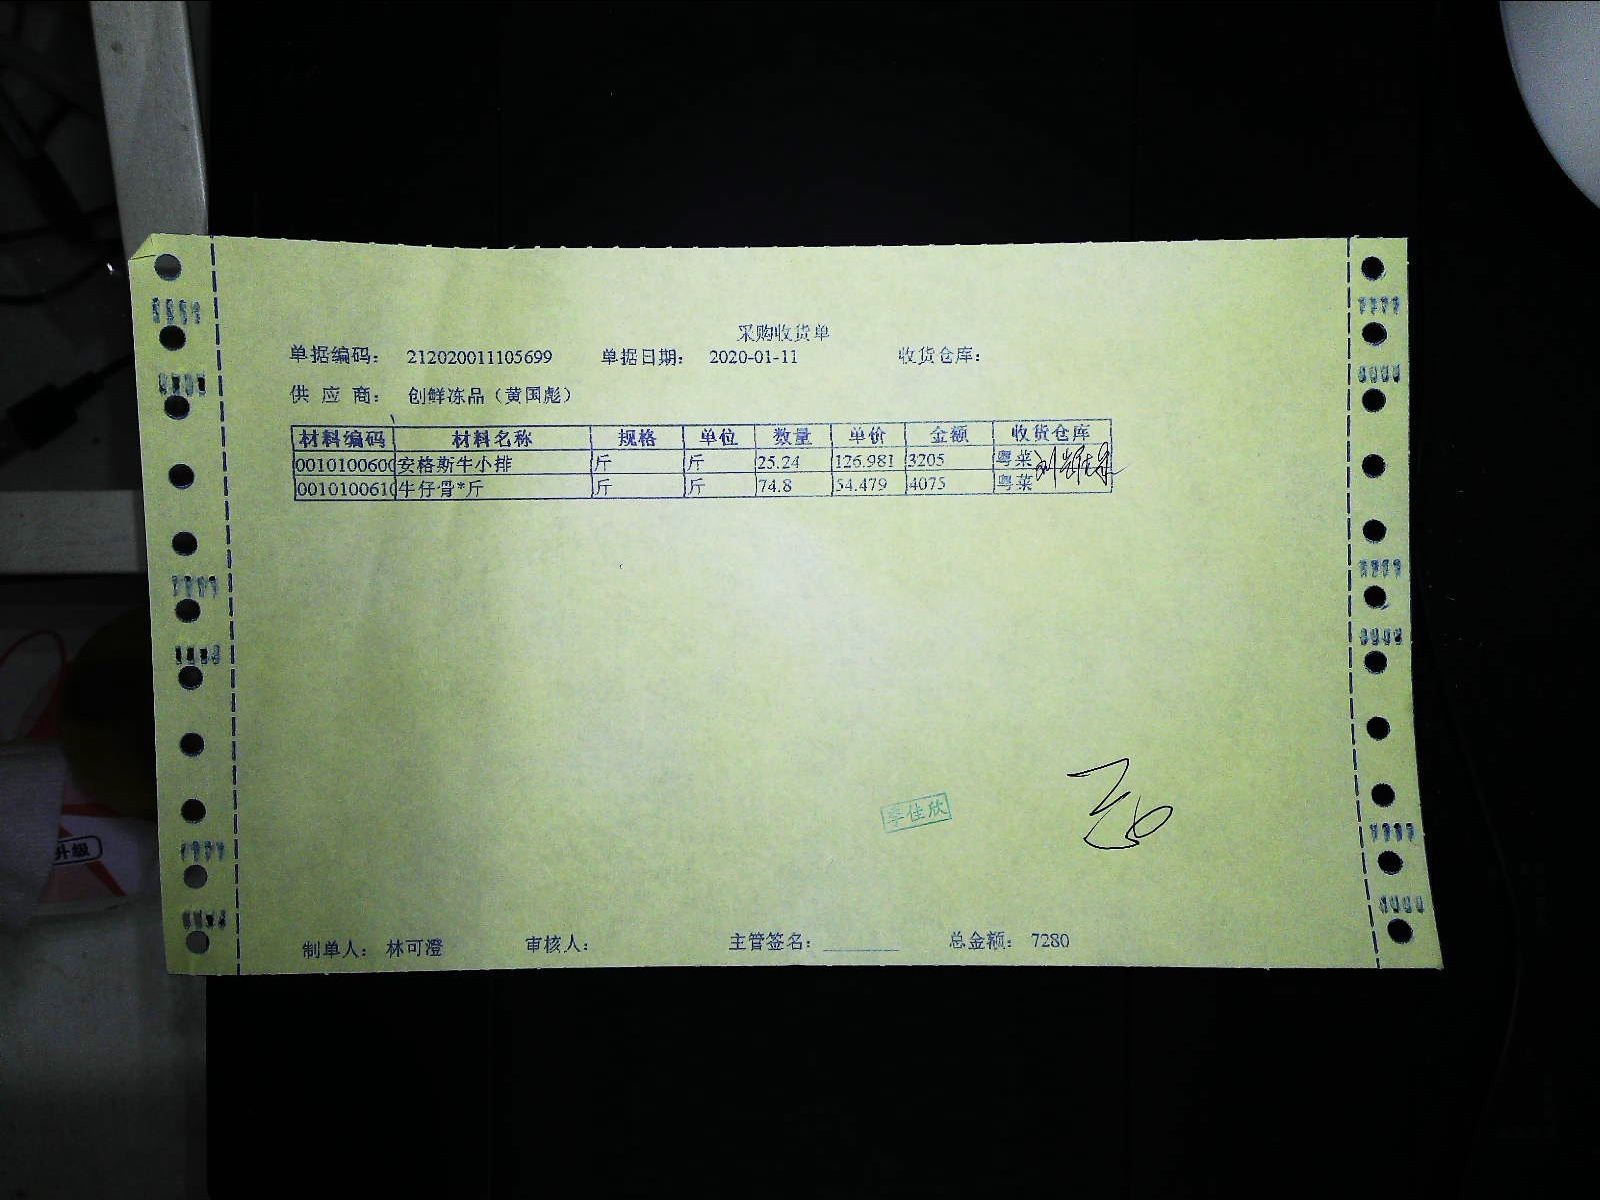 采购收货单
单据编码： 212020011105699 单据日期： 2020-01-11 收货仓库：
供 应 商： 创鲜冻品（黄国彪）
材料编码 材料名称 规格 单位 数量 单价 金额 收货仓库
0010100600 安格斯牛小排 斤 斤 25.24 126.981 3205 粤菜
0010100610 牛仔骨*斤 斤 斤 74.8 54.479 4075 粤菜
李佳欣
升级
制单人： 林可澄 审核人： 主管签名：________ 总金额： 7280